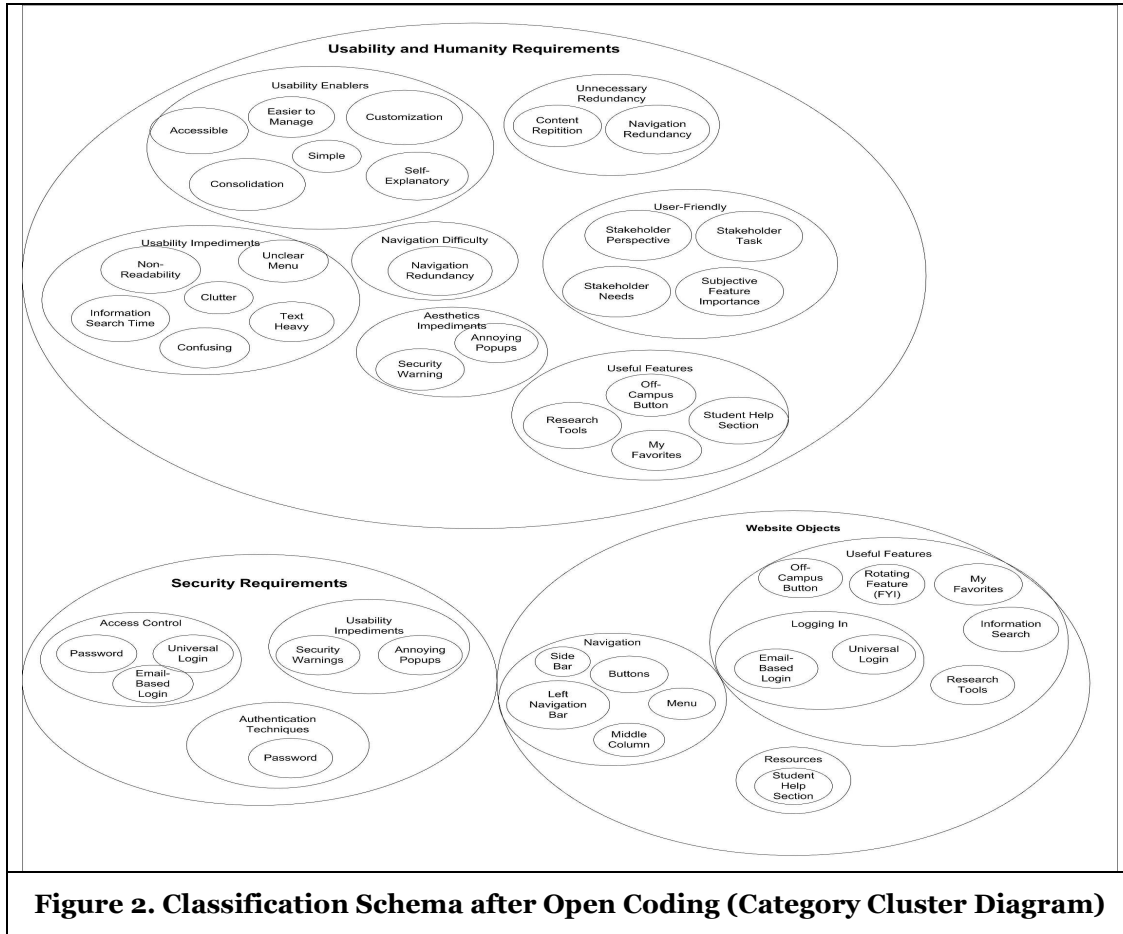 Usability and Humanity Requirements
Usability Enablers
Accessible
Easier to
Manage
Customization
Simple
Consolidation
Self-
Explanatory
Unnecessary
Redundancy
Content
Repitition
Navigation
Redundancy
Usability Impediments
Non-
Readability
Unclear
Menu
Clutter
Information
Search Time
Text
Heavy
Confusing
Navigation Difficulty
Navigation
Redundancy
User-Friendly
Stakeholder
Perspective
Stakeholder
Task
Stakeholder
Needs
Subjective
Feature
Importance
Aesthetics
Impediments
Annoying
Popups
Security
Warning
Useful Features
Off-
Campus
Button
Research
Tools
Student Help
Section
My
Favorites
Security Requirements
Access Control
Password
Universal
Login
Email-
Based
Login
Usability
Impediments
Security
Warnings
Annoying
Popups
Authentication
Techniques
Password
Website Objects
Useful Features
Off-
Campus
Button
Rotating
Feature
(FYI)
My
Favorites
Information
Search
Logging In
Email-
Based
Login
Universal
Login
Research
Tools
Navigation
Side
Bar
Buttons
Left
Navigation
Bar
Menu
Middle
Column
Resources
Student
Help
Section
Figure 2. Classification Schema after Open Coding (Category Cluster Diagram)